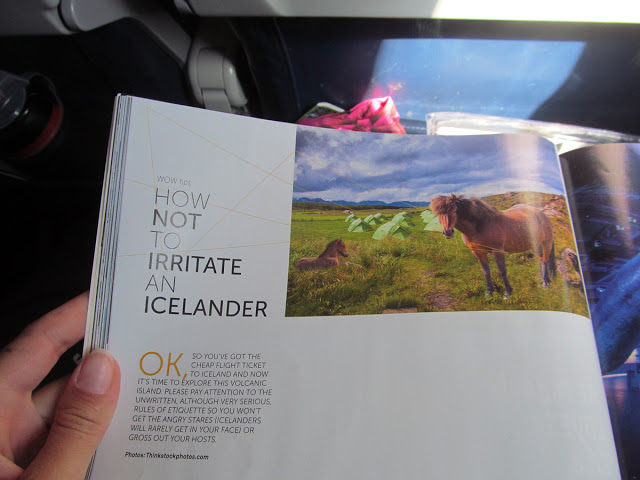 WOW tips
HOW
NOT
TO
IRRITATE
AN
ICELANDER
OK, SO YOU'VE GOT THE
CHEAP FLIGHT TICKET
TO ICELAND AND NOW
IT'S TIME TO EXPLORE THIS VOLCANIC
ISLAND. PLEASE PAY ATTENTION TO THE
UNWRITTEN, ALTHOUGH VERY SERIOUS,
RULES OF ETIQUETTE SO YOU WON'T
GET THE ANGRY STARES (ICELANDERS
WILL RARELY GET IN YOUR FACE) OR
GROSS OUT YOUR HOSTS.
Photos: Thinkstockphotos.com